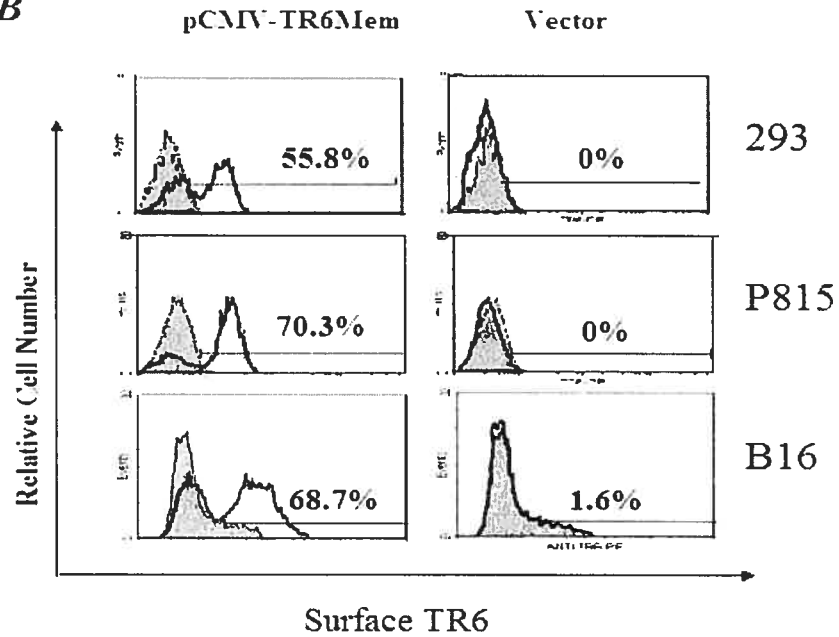 B
pCMV-TR6Mem Vector
55.8% 0% 293
70.3% 0% P815
68.7% 1.6% B16
Relative Cell Number
Surface TR6